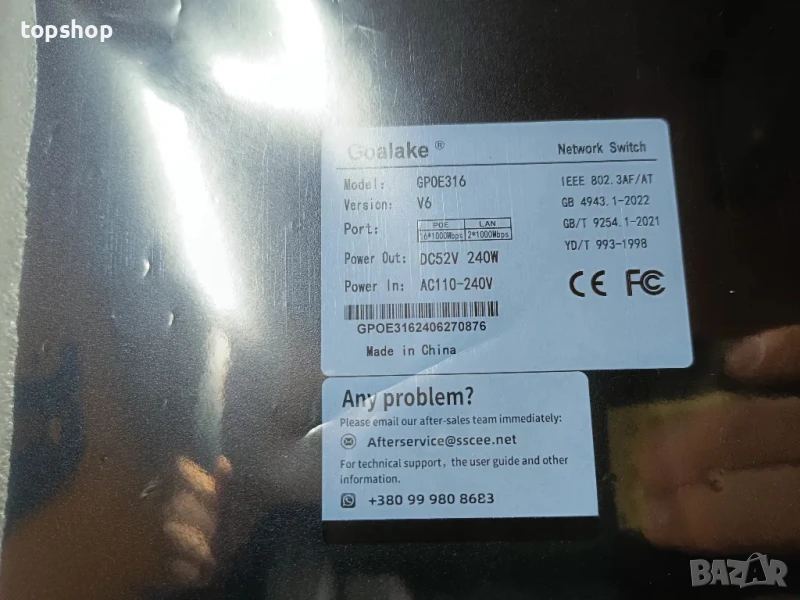 topshop
Goalake ® Network Switch
Model: GPOE316 IEEE 802.3AF/AT
Version: V6 GB 4943.1-2022
Port: POE LAN GB/T 9254.1-2021
16*1000Mbps 2*1000Mbps
YD/T 993-1998
Power Out: DC52V 240W
Power In: AC110-240V CE FC
GPOE3162406270876
Made in China
Any problem?
Please email our after-sales team immediately:
Afterservice@sscee.net
For technical support, the user guide and other
information.
+380 99 980 8683
BAZAR